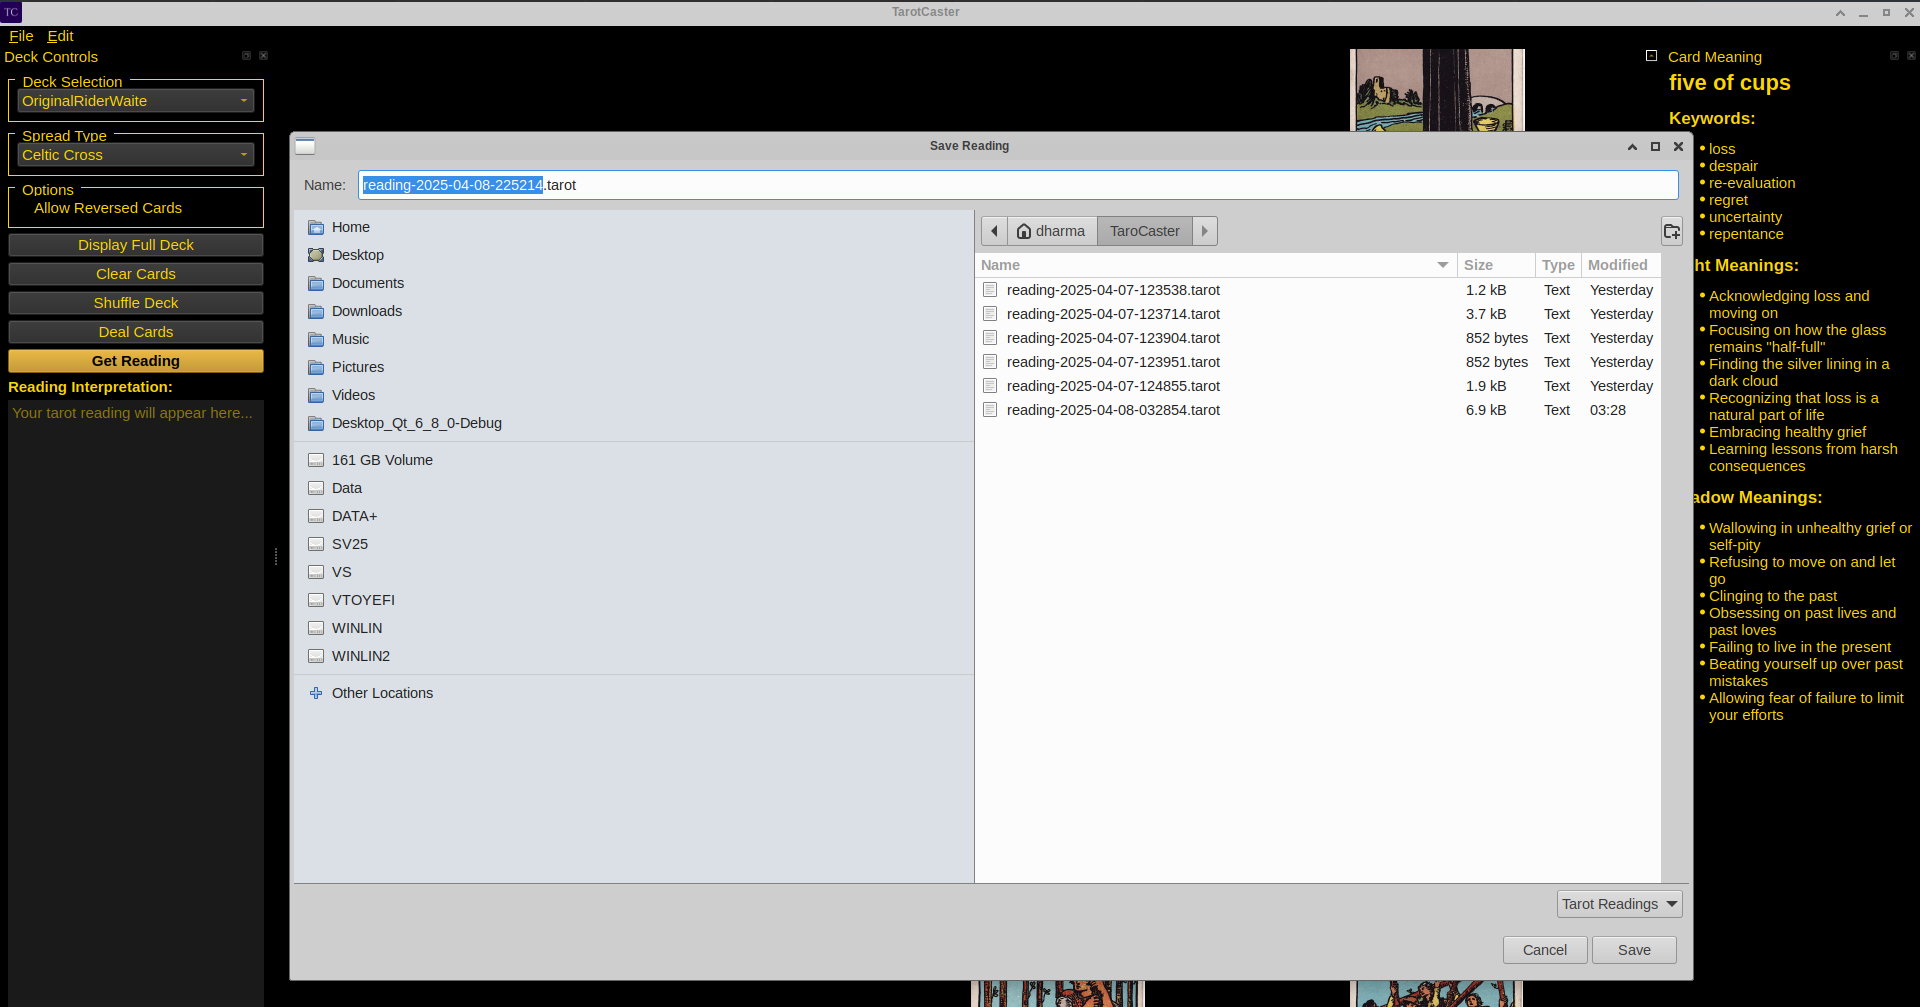 TC
TarotCaster
File Edit
Deck Controls
Deck Selection
OriginalRiderWaite
Spread Type
Celtic Cross
Options
Allow Reversed Cards
Display Full Deck
Clear Cards
Shuffle Deck
Deal Cards
Get Reading
Reading Interpretation:
Your tarot reading will appear here...
Save Reading
Name: reading-2025-04-08-225214.tarot
Home
Desktop
Documents
Downloads
Music
Pictures
Videos
Desktop_Qt_6_8_0-Debug
161 GB Volume
Data
DATA+
SV25
VS
VTOYEFI
WINLIN
WINLIN2
Other Locations
dharma TaroCaster
Name Size Type Modified
reading-2025-04-07-123538.tarot 1.2 kB Text Yesterday
reading-2025-04-07-123714.tarot 3.7 kB Text Yesterday
reading-2025-04-07-123904.tarot 852 bytes Text Yesterday
reading-2025-04-07-123951.tarot 852 bytes Text Yesterday
reading-2025-04-07-124855.tarot 1.9 kB Text Yesterday
reading-2025-04-08-032854.tarot 6.9 kB Text 03:28
Tarot Readings
Cancel Save
Card Meaning
five of cups
Keywords:
loss
despair
re-evaluation
regret
uncertainty
repentance
ht Meanings:
Acknowledging loss and
moving on
Focusing on how the glass
remains "half-full"
Finding the silver lining in a
dark cloud
Recognizing that loss is a
natural part of life
Embracing healthy grief
Learning lessons from harsh
consequences
adow Meanings:
Wallowing in unhealthy grief or
self-pity
Refusing to move on and let
go
Clinging to the past
Obsessing on past lives and
past loves
Failing to live in the present
Beating yourself up over past
mistakes
Allowing fear of failure to limit
your efforts